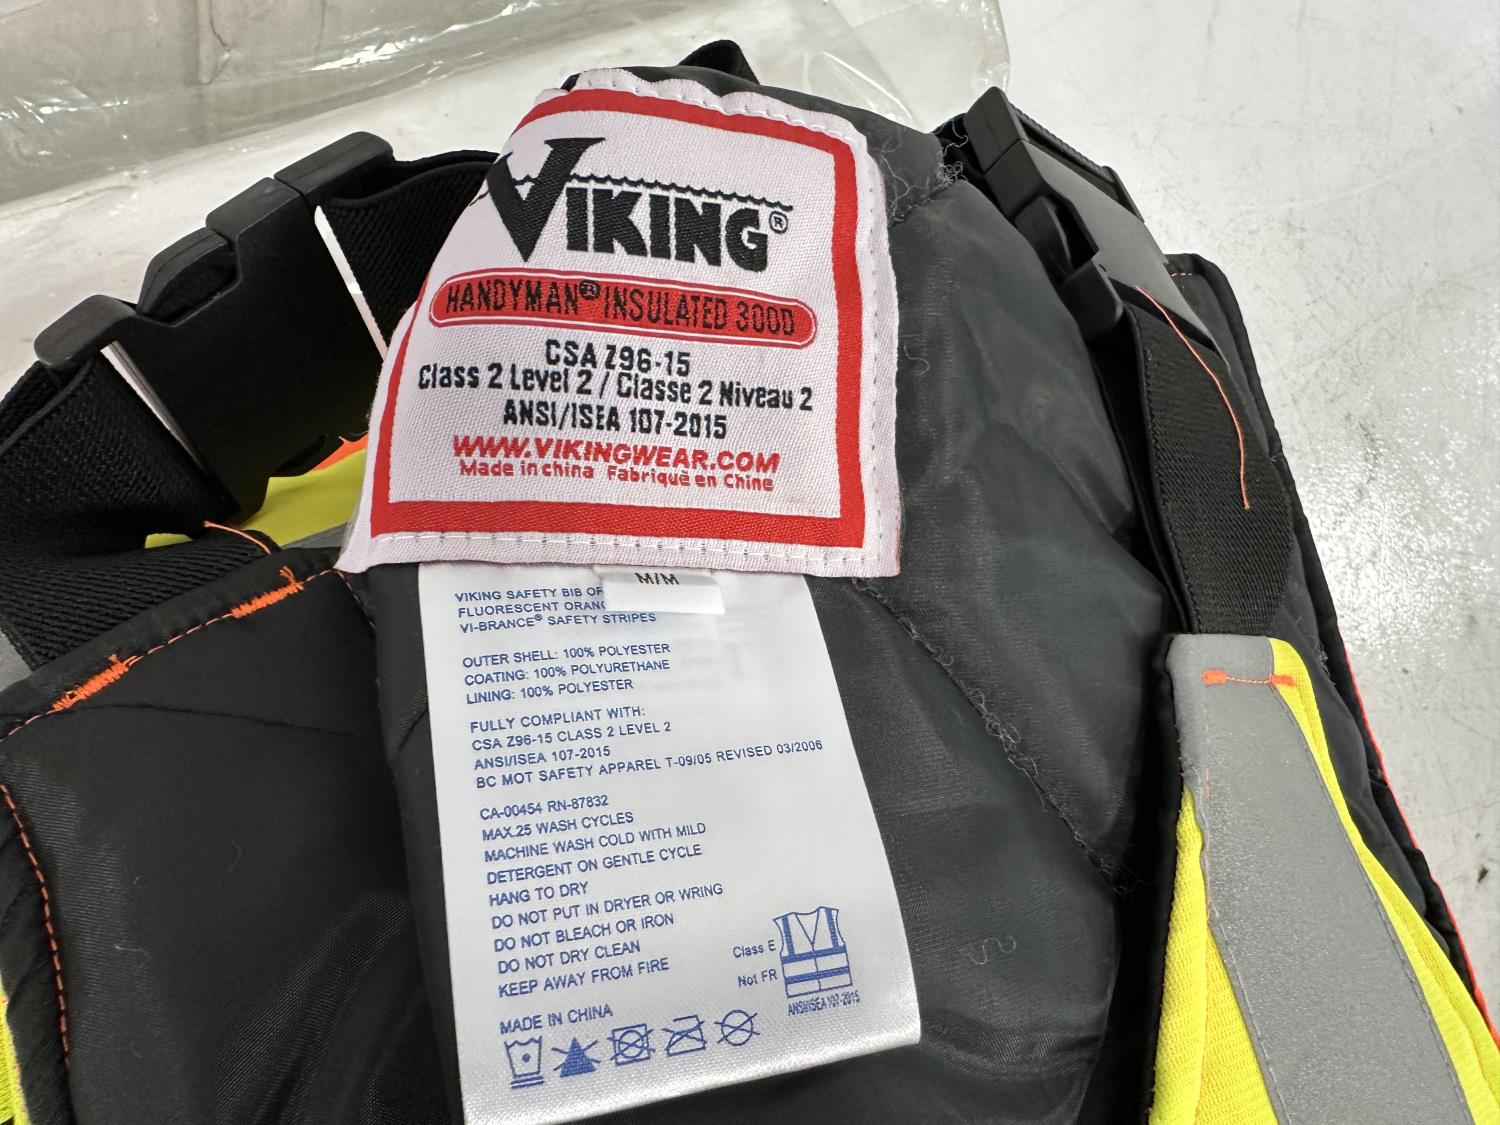 VIKING®
HANDYMAN® INSULATED 300D
CSA Z96-15
Class 2 Level 2 / Classe 2 Niveau 2
ANSI/ISEA 107-2015
WWW.VIKINGWEAR.COM
Made in china Fabriqué en Chine
M/M
VIKING SAFETY BIB
FLUORESCENT
VI-BRANCE® SAFETY STRIPES
OUTER SHELL: 100% POLYESTER
COATING: 100% POLYURETHANE
LINING: 100% POLYESTER
FULLY COMPLIANT WITH:
CSA Z96-15 CLASS 2 LEVEL 2
ANSI/ISEA 107-2015
BC MOT SAFETY APPAREL T-09/05 REVISED 03/2006
CA-00454 RN-87832
MAX.25 WASH CYCLES
MACHINE WASH COLD WITH MILD
DETERGENT ON GENTLE CYCLE
HANG TO DRY
DO NOT PUT IN DRYER OR WRING
DO NOT BLEACH OR IRON
DO NOT DRY CLEAN
KEEP AWAY FROM FIRE
MADE IN CHINA
Class E
Not FR
ANSI/ISEA 107-2015